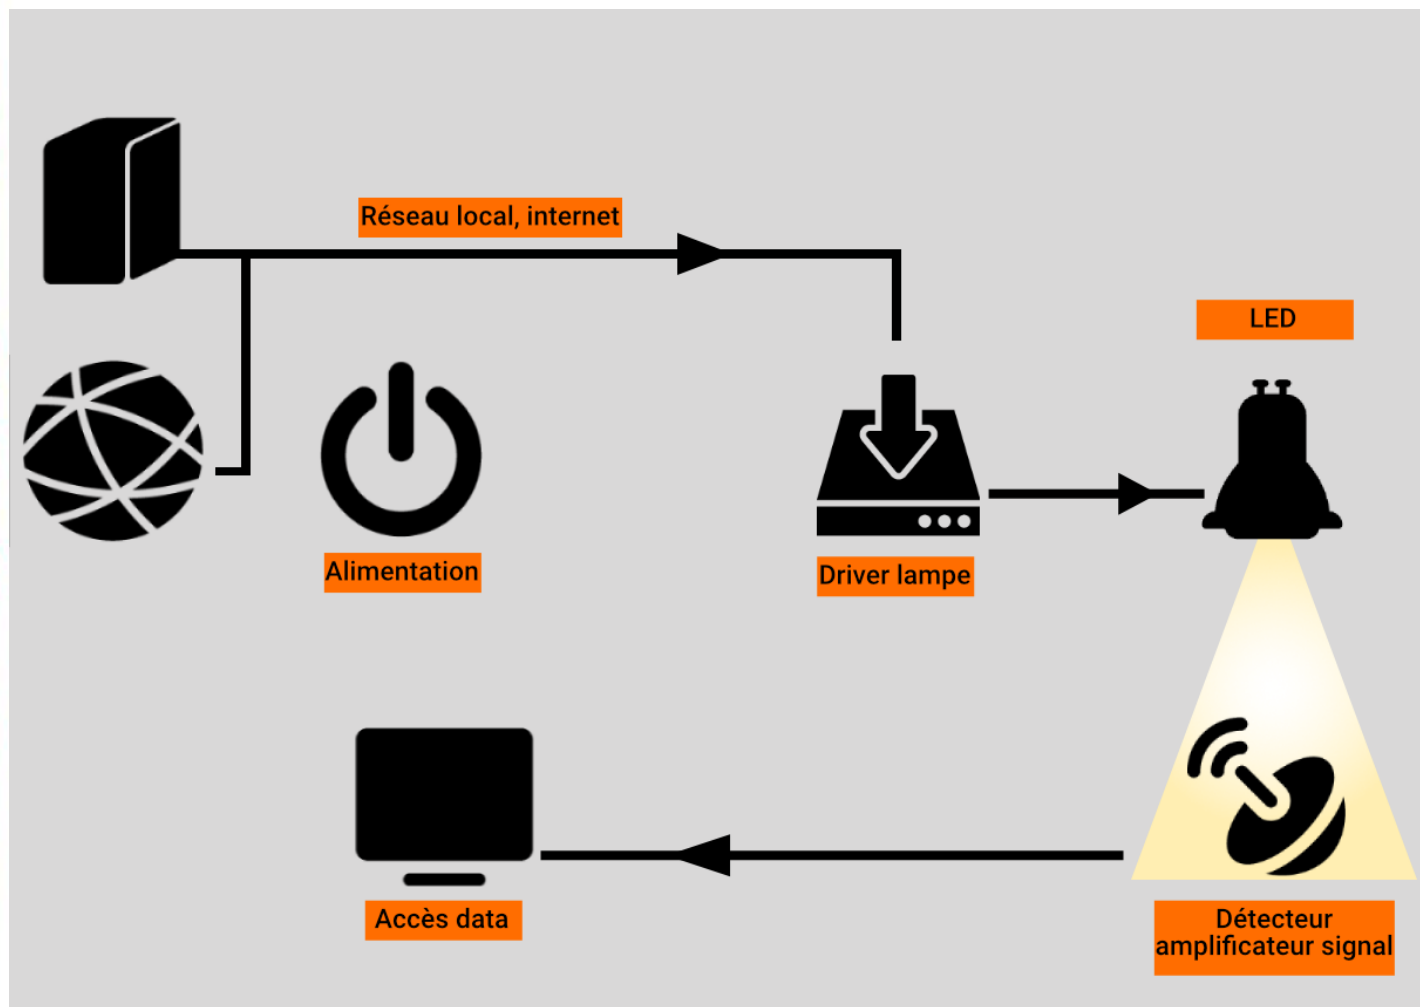 Réseau local, internet
LED
Alimentation
Driver lampe
Accès data
Détecteur
amplificateur signal